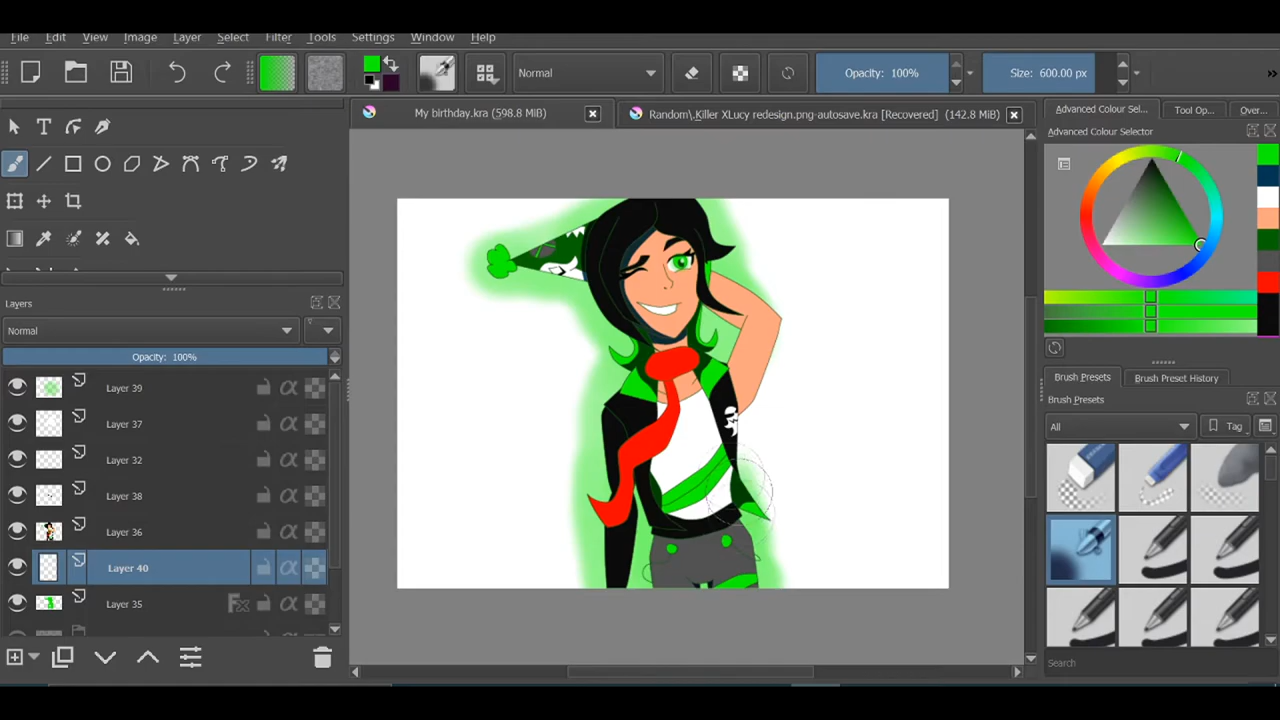 File Edit View Image Layer Select Filter Tools Settings Window Help
Normal Opacity: 100% Size: 600.00 px »
My birthday.kra (598.8 MiB) Random\.Killer XLucy redesign.png-autosave.kra [Recovered] (142.8 MiB)
Advanced Colour Sel... Tool Op... Over...
Advanced Colour Selector
Layers
Normal
Opacity: 100%
Layer 39
Layer 37
Layer 32
Layer 38
Layer 36
Layer 40
Layer 35 Fx
Brush Presets Brush Preset History
Brush Presets
All Tag
Search